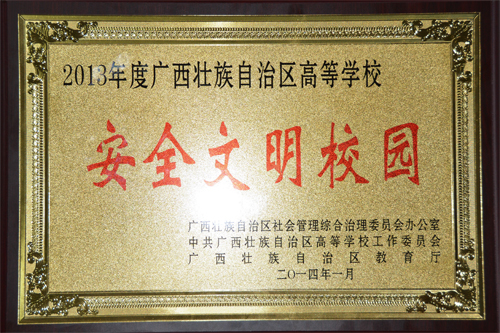 2013年度广西壮族自治区高等学校
安全文明校园
广西壮族自治区社会管理综合治理委员会办公室
中共广西壮族自治区高等学校工作委员会
广西壮族自治区教育厅
二〇一四年一月